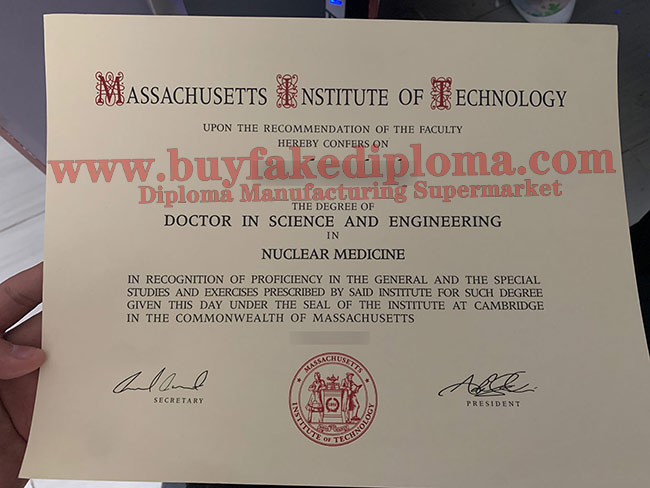 MASSACHUSETTS INSTITUTE OF TECHNOLOGY
UPON THE RECOMMENDATION OF THE FACULTY
HEREBY CONFERS ON
www.buyfakediploma.com
Diploma Manufacturing Supermarket
THE DEGREE OF
DOCTOR IN SCIENCE AND ENGINEERING
IN
NUCLEAR MEDICINE
IN RECOGNITION OF PROFICIENCY IN THE GENERAL AND THE SPECIAL
STUDIES AND EXERCISES PRESCRIBED BY SAID INSTITUTE FOR SUCH DEGREE
GIVEN THIS DAY UNDER THE SEAL OF THE INSTITUTE AT CAMBRIDGE
IN THE COMMONWEALTH OF MASSACHUSETTS
MASSACHUSETTS
INSTITUTE OF TECHNOLOGY
SECRETARY
PRESIDENT